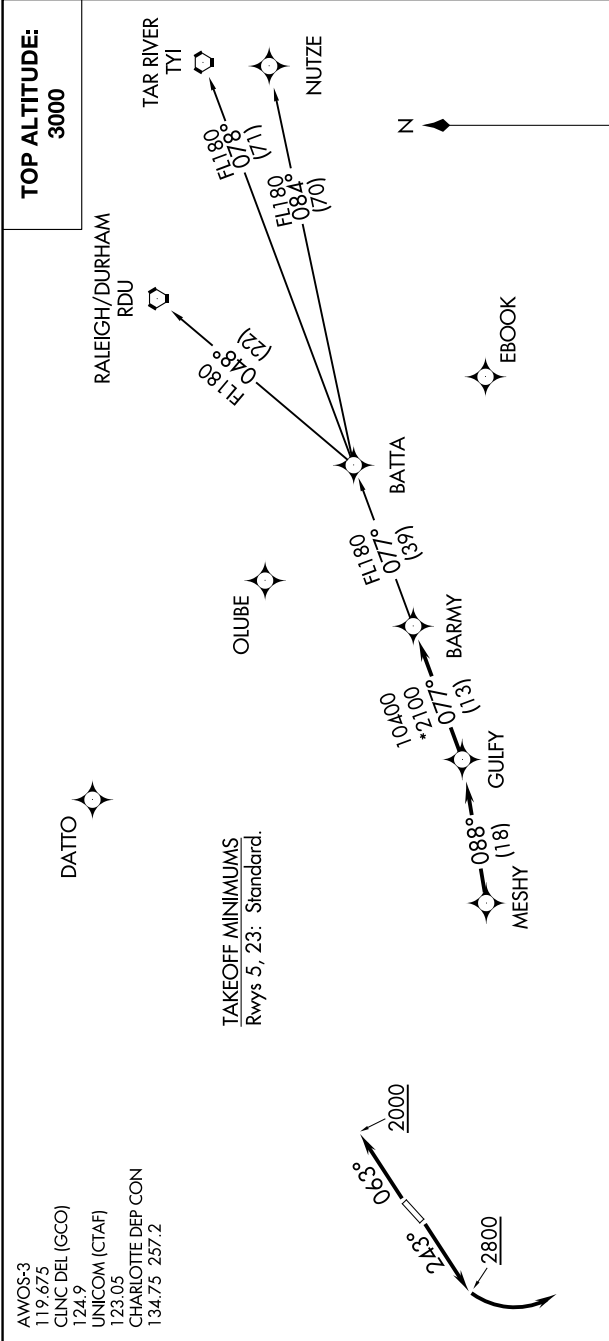 AWOS-3
119.675
CLNC DEL (GCO)
124.9
UNICOM (CTAF)
123.05
CHARLOTTE DEP CON
134.75 257.2
TOP ALTITUDE:
3000
DATTO
OLUBE
RALEIGH/DURHAM
RDU
TAR RIVER
TYI
NUTZE
FL180
048°
(22)
FL180
078°
(71)
FL180
084°
(70)
N
TAKEOFF MINIMUMS
Rwys 5, 23: Standard.
BATTA
EBOOK
FL180
077°
(39)
BARMY
10400
*2100
077°
(13)
GULFY
088°
(18)
MESHY
063°
2000
243°
2800